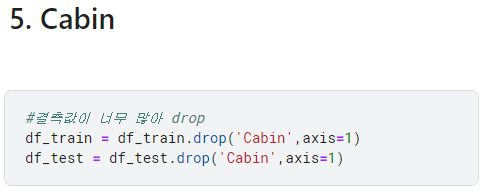 5. Cabin
#결측값이 너무 많아 drop
df_train = df_train.drop('Cabin',axis=1)
df_test = df_test.drop('Cabin',axis=1)